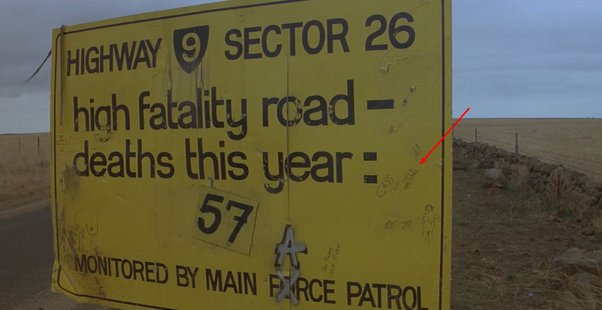 HIGHWAY 9 SECTOR 26
high fatality road –
deaths this year:
57
A
MONITORED BY MAIN FORCE PATROL